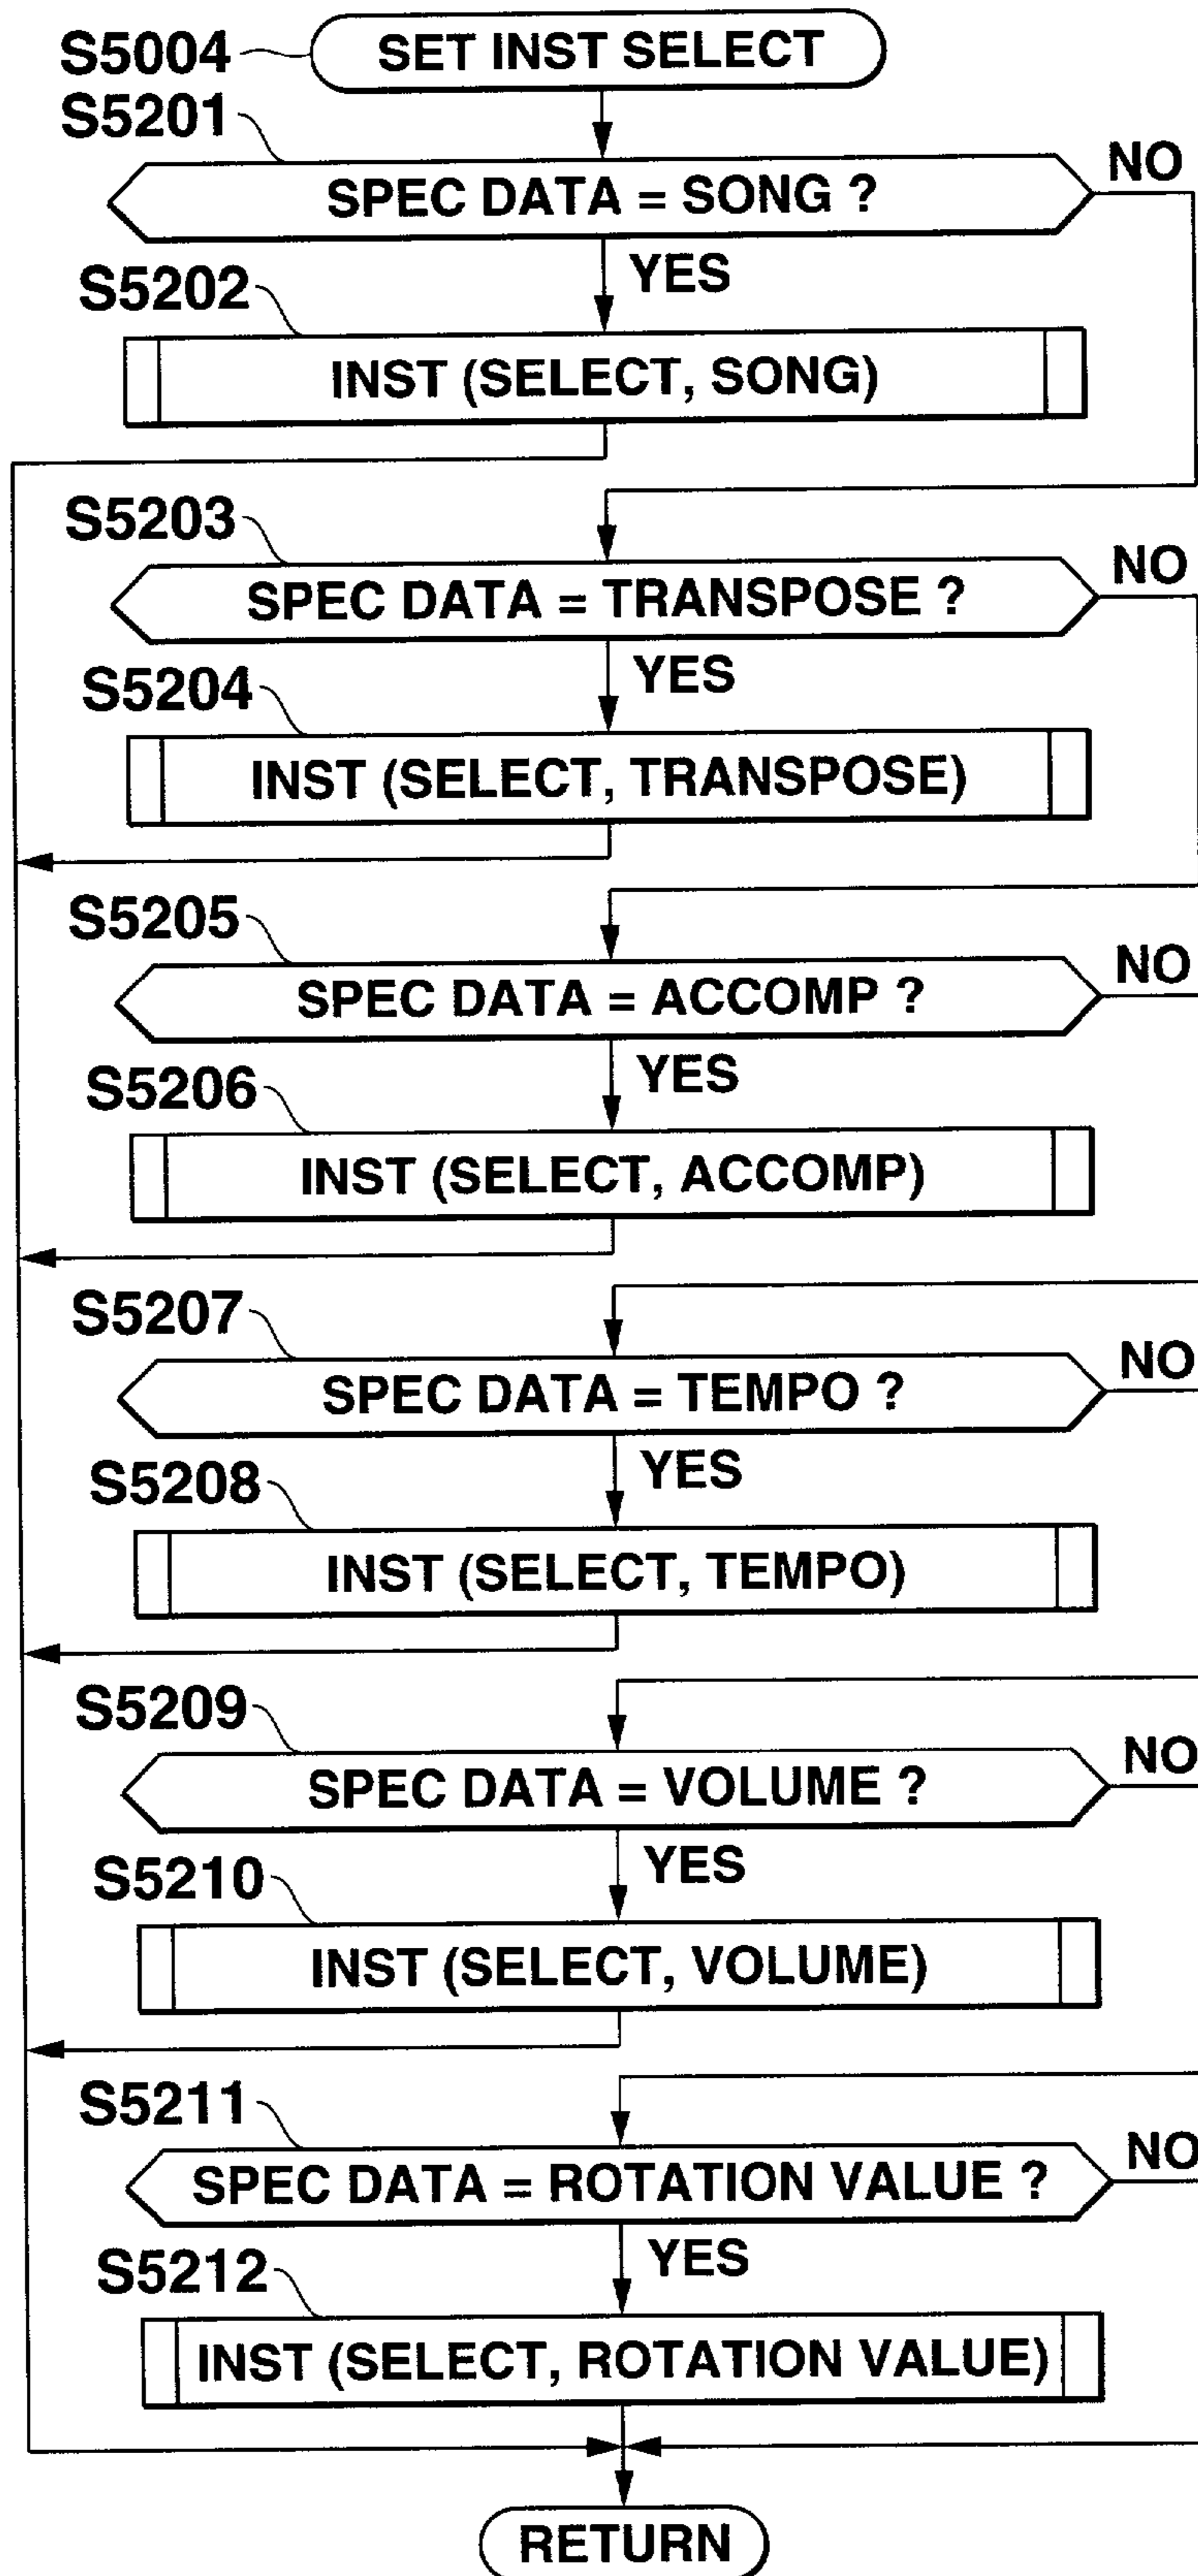 S5004
SET INST SELECT
S5201
NO
SPEC DATA = SONG ?
YES
S5202
INST (SELECT, SONG)
S5203
NO
SPEC DATA = TRANSPOSE ?
YES
S5204
INST (SELECT, TRANSPOSE)
S5205
NO
SPEC DATA = ACCOMP ?
YES
S5206
INST (SELECT, ACCOMP)
S5207
NO
SPEC DATA = TEMPO ?
YES
S5208
INST (SELECT, TEMPO)
S5209
NO
SPEC DATA = VOLUME ?
YES
S5210
INST (SELECT, VOLUME)
S5211
NO
SPEC DATA = ROTATION VALUE ?
YES
S5212
INST (SELECT, ROTATION VALUE)
RETURN